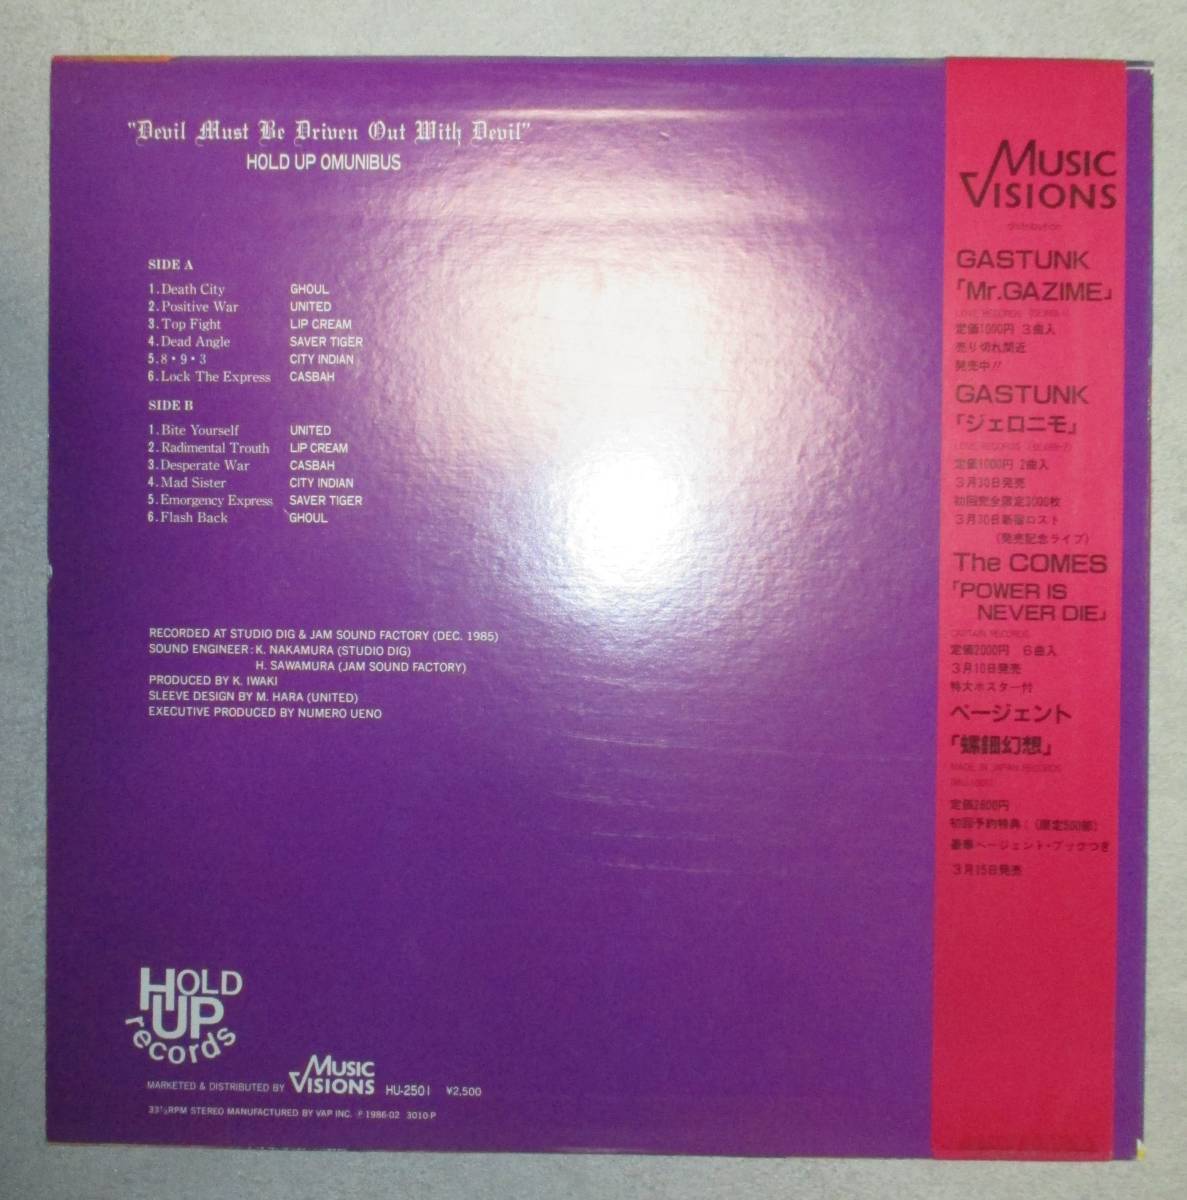 "Devil Must Be Driven Out With Devil"
HOLD UP OMUNIBUS
SIDE A
1. Death City GHOUL
2. Positive War UNITED
3. Top Fight LIP CREAM
4. Dead Angle SAVER TIGER
5. 8・9・3 CITY INDIAN
6. Lock The Express CASBAH
SIDE B
1. Bite Yourself UNITED
2. Radimental Trouth LIP CREAM
3. Desperate War CASBAH
4. Mad Sister CITY INDIAN
5. Emorgency Express SAVER TIGER
6. Flash Back GHOUL
RECORDED AT STUDIO DIG & JAM SOUND FACTORY (DEC. 1985)
SOUND ENGINEER: K. NAKAMURA (STUDIO DIG)
H. SAWAMURA (JAM SOUND FACTORY)
PRODUCED BY K. IWAKI
SLEEVE DESIGN BY M. HARA (UNITED)
EXECUTIVE PRODUCED BY NUMERO UENO
HOLD
UP
records
MARKETED & DISTRIBUTED BY MUSIC VISIONS HU-2501 ¥2,500
33⅓RPM STEREO MANUFACTURED BY VAP INC. ℗1986-02 3010-P
MUSIC
VISIONS
distribution
GASTUNK
「Mr.GAZIME」
LOVE RECORDS
定価1000円 3曲入
売り切れ間近
発売中!!
GASTUNK
「ジェロニモ」
LOVE RECORDS
定価1000円 2曲入
3月30日発売
初回完全限定3000枚
3月30日新宿ロフト
(発売記念ライブ)
The COMES
「POWER IS
NEVER DIE」
CAPTAIN RECORDS
定価2000円 6曲入
3月10日発売
特大ポスター付
ページェント
「螺鈿幻想」
MADE IN JAPAN RECORDS
定価2800円
初回予約特典!(限定500部)
豪華ページェント・ブックつき
3月15日発売